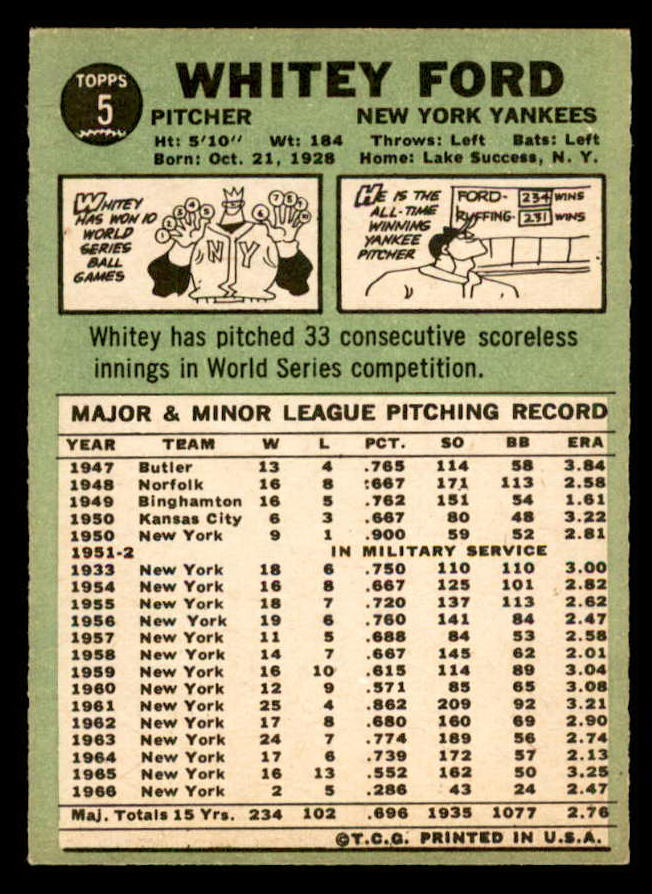 TOPPS
5
WHITEY FORD
PITCHER NEW YORK YANKEES
Ht: 5'10" Wt: 184 Throws: Left Bats: Left
Born: Oct. 21, 1928 Home: Lake Success, N. Y.
WHITEY
HAS WON 10
WORLD
SERIES
BALL
GAMES
N Y
HE IS THE
ALL-TIME
WINNING
YANKEE
PITCHER
FORD- 234 WINS
RUFFING- 231 WINS
Whitey has pitched 33 consecutive scoreless
innings in World Series competition.
MAJOR & MINOR LEAGUE PITCHING RECORD
YEAR TEAM W L PCT. SO BB ERA
1947 Butler 13 4 .765 114 58 3.84
1948 Norfolk 16 8 .667 171 113 2.58
1949 Binghamton 16 5 .762 151 54 1.61
1950 Kansas City 6 3 .667 80 48 3.22
1950 New York 9 1 .900 59 52 2.81
1951-2 IN MILITARY SERVICE
1933 New York 18 6 .750 110 110 3.00
1954 New York 16 8 .667 125 101 2.82
1955 New York 18 7 .720 137 113 2.62
1956 New York 19 6 .760 141 84 2.47
1957 New York 11 5 .688 84 53 2.58
1958 New York 14 7 .667 145 62 2.01
1959 New York 16 10 .615 114 89 3.04
1960 New York 12 9 .571 85 65 3.08
1961 New York 25 4 .862 209 92 3.21
1962 New York 17 8 .680 160 69 2.90
1963 New York 24 7 .774 189 56 2.74
1964 New York 17 6 .739 172 57 2.13
1965 New York 16 13 .552 162 50 3.25
1966 New York 2 5 .286 43 24 2.47
Maj. Totals 15 Yrs. 234 102 .696 1935 1077 2.76
©T.C.G. PRINTED IN U.S.A.